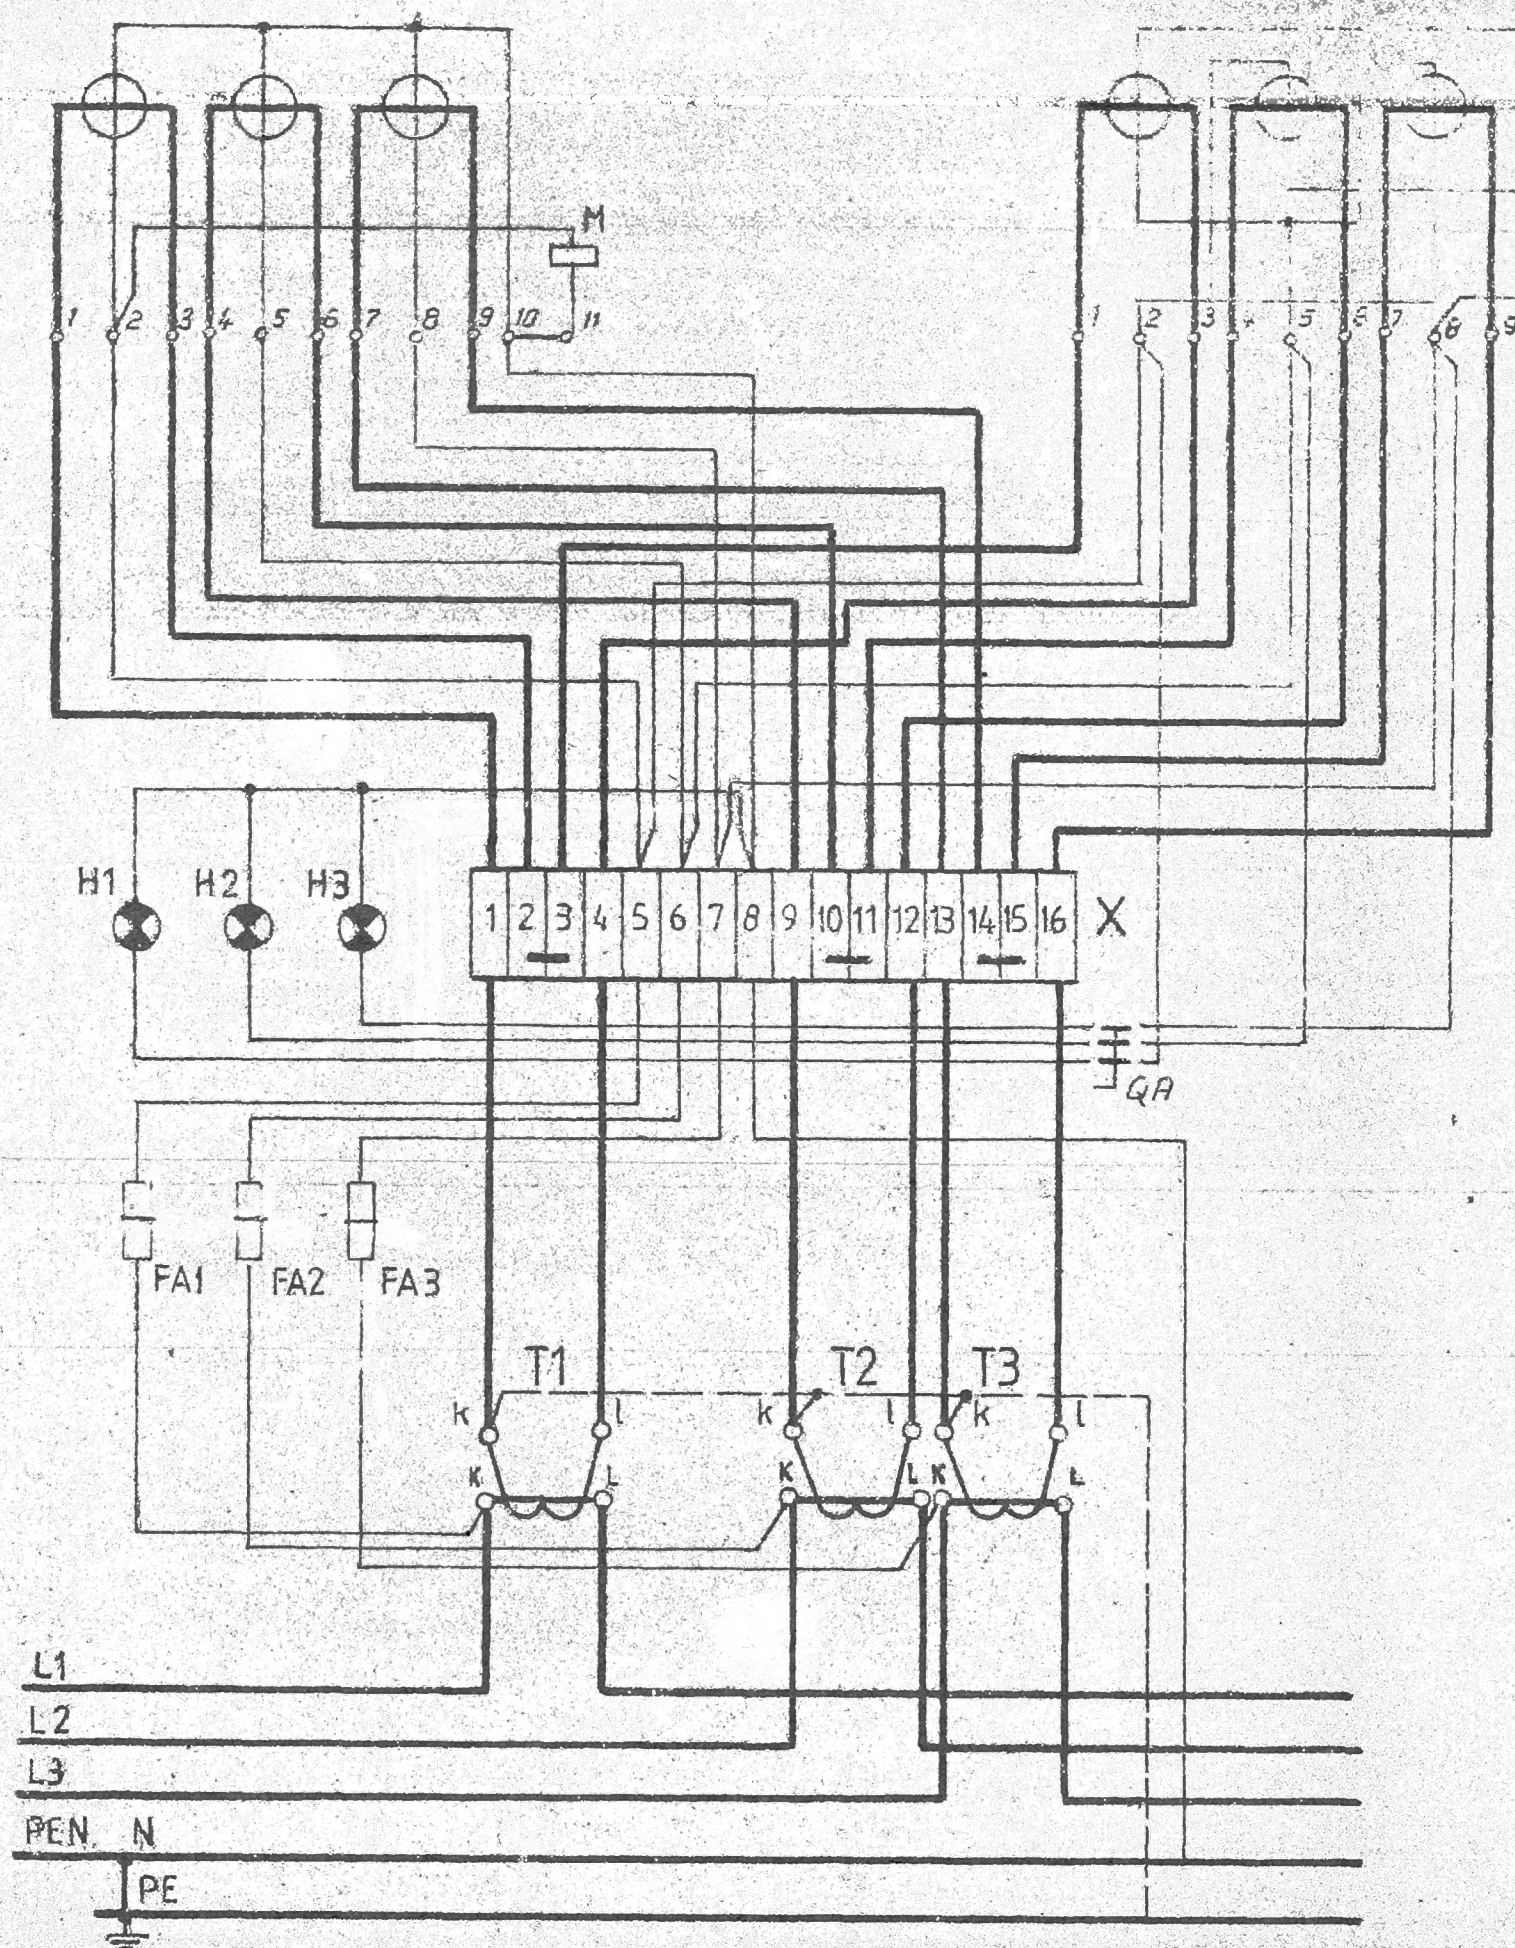 M
1 2 3 4 5 6 7 8 9 10 11
1 2 3 4 5 6 7 8 9
H1 H2 H3
1 2 3 4 5 6 7 8 9 10 11 12 13 14 15 16 X
QA
FA1 FA2 FA3
T1 T2 T3
k l k l k l
K L K L K L
L1
L2
L3
PEN N
PE